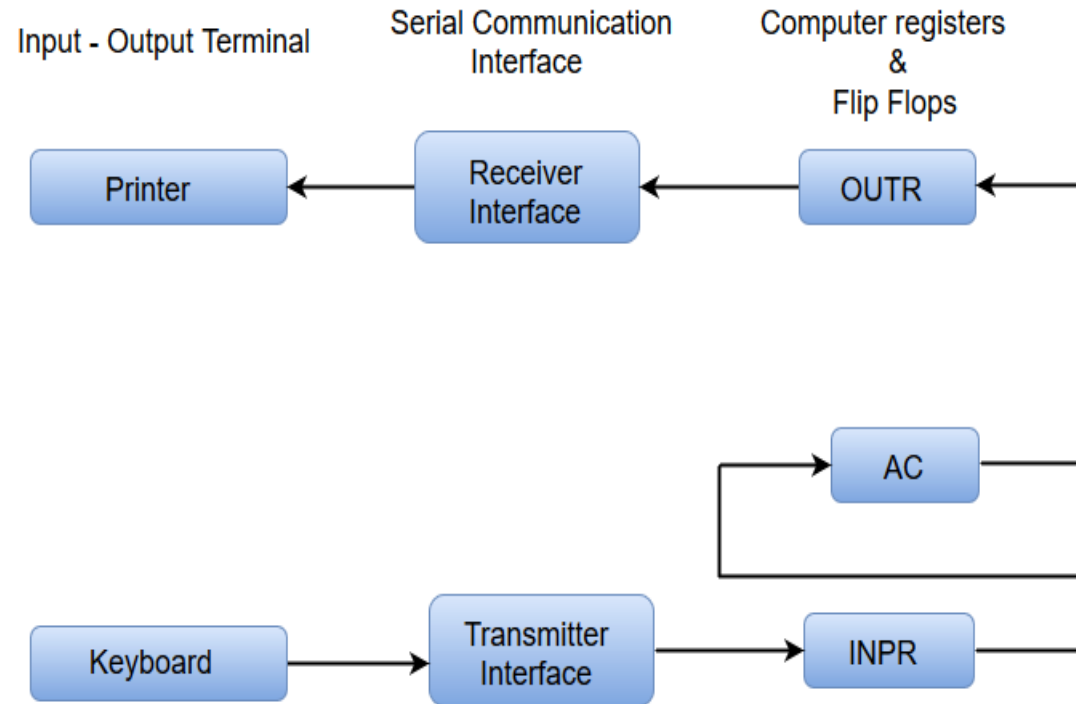 Input - Output Terminal
Serial Communication
Interface
Computer registers
&
Flip Flops
Printer
Receiver
Interface
OUTR
AC
Keyboard
Transmitter
Interface
INPR